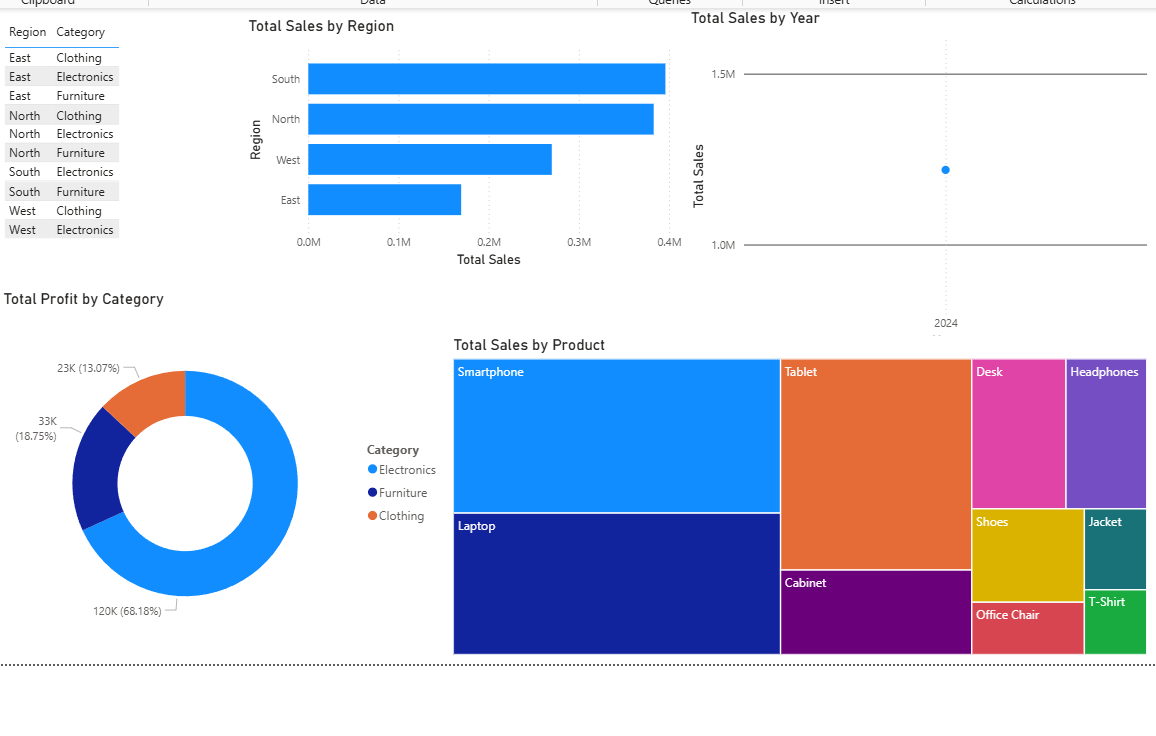 Clipboard
Data
Queries
Insert
Calculations
Region Category
East Clothing
East Electronics
East Furniture
North Clothing
North Electronics
North Furniture
South Electronics
South Furniture
West Clothing
West Electronics
Total Sales by Region
Region
South
North
West
East
0.0M 0.1M 0.2M 0.3M 0.4M
Total Sales
Total Sales by Year
Total Sales
1.5M
1.0M
2024
Total Profit by Category
23K (13.07%)
33K
(18.75%)
120K (68.18%)
Category
Electronics
Furniture
Clothing
Total Sales by Product
Smartphone
Laptop
Tablet
Cabinet
Desk
Headphones
Shoes
Jacket
Office Chair
T-Shirt